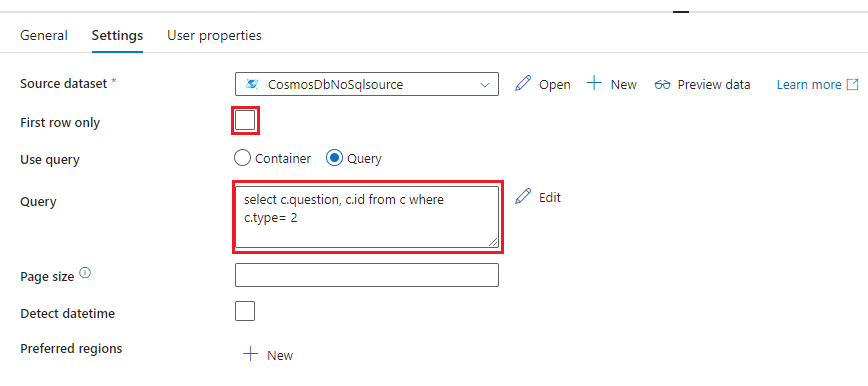 General Settings User properties
Source dataset * CosmosDbNoSqlsource Open New Preview data Learn more
First row only
Use query Container Query
Query select c.question, c.id from c where
c.type= 2
Edit
Page size
Detect datetime
Preferred regions New